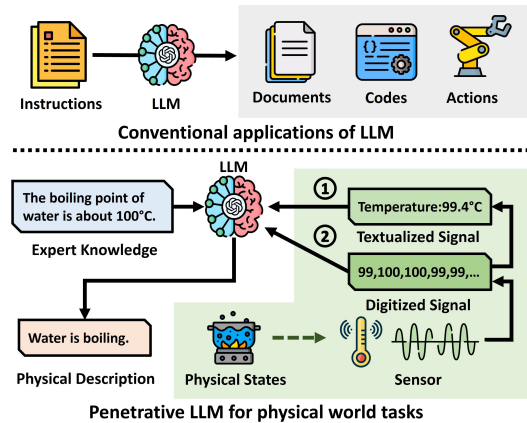 Instructions
LLM
Documents
Codes
Actions
Conventional applications of LLM
LLM
The boiling point of
water is about 100°C.
Expert Knowledge
①
Temperature:99.4°C
Textualized Signal
②
99,100,100,99,99,...
Digitized Signal
Water is boiling.
Physical Description
Physical States
Sensor
Penetrative LLM for physical world tasks